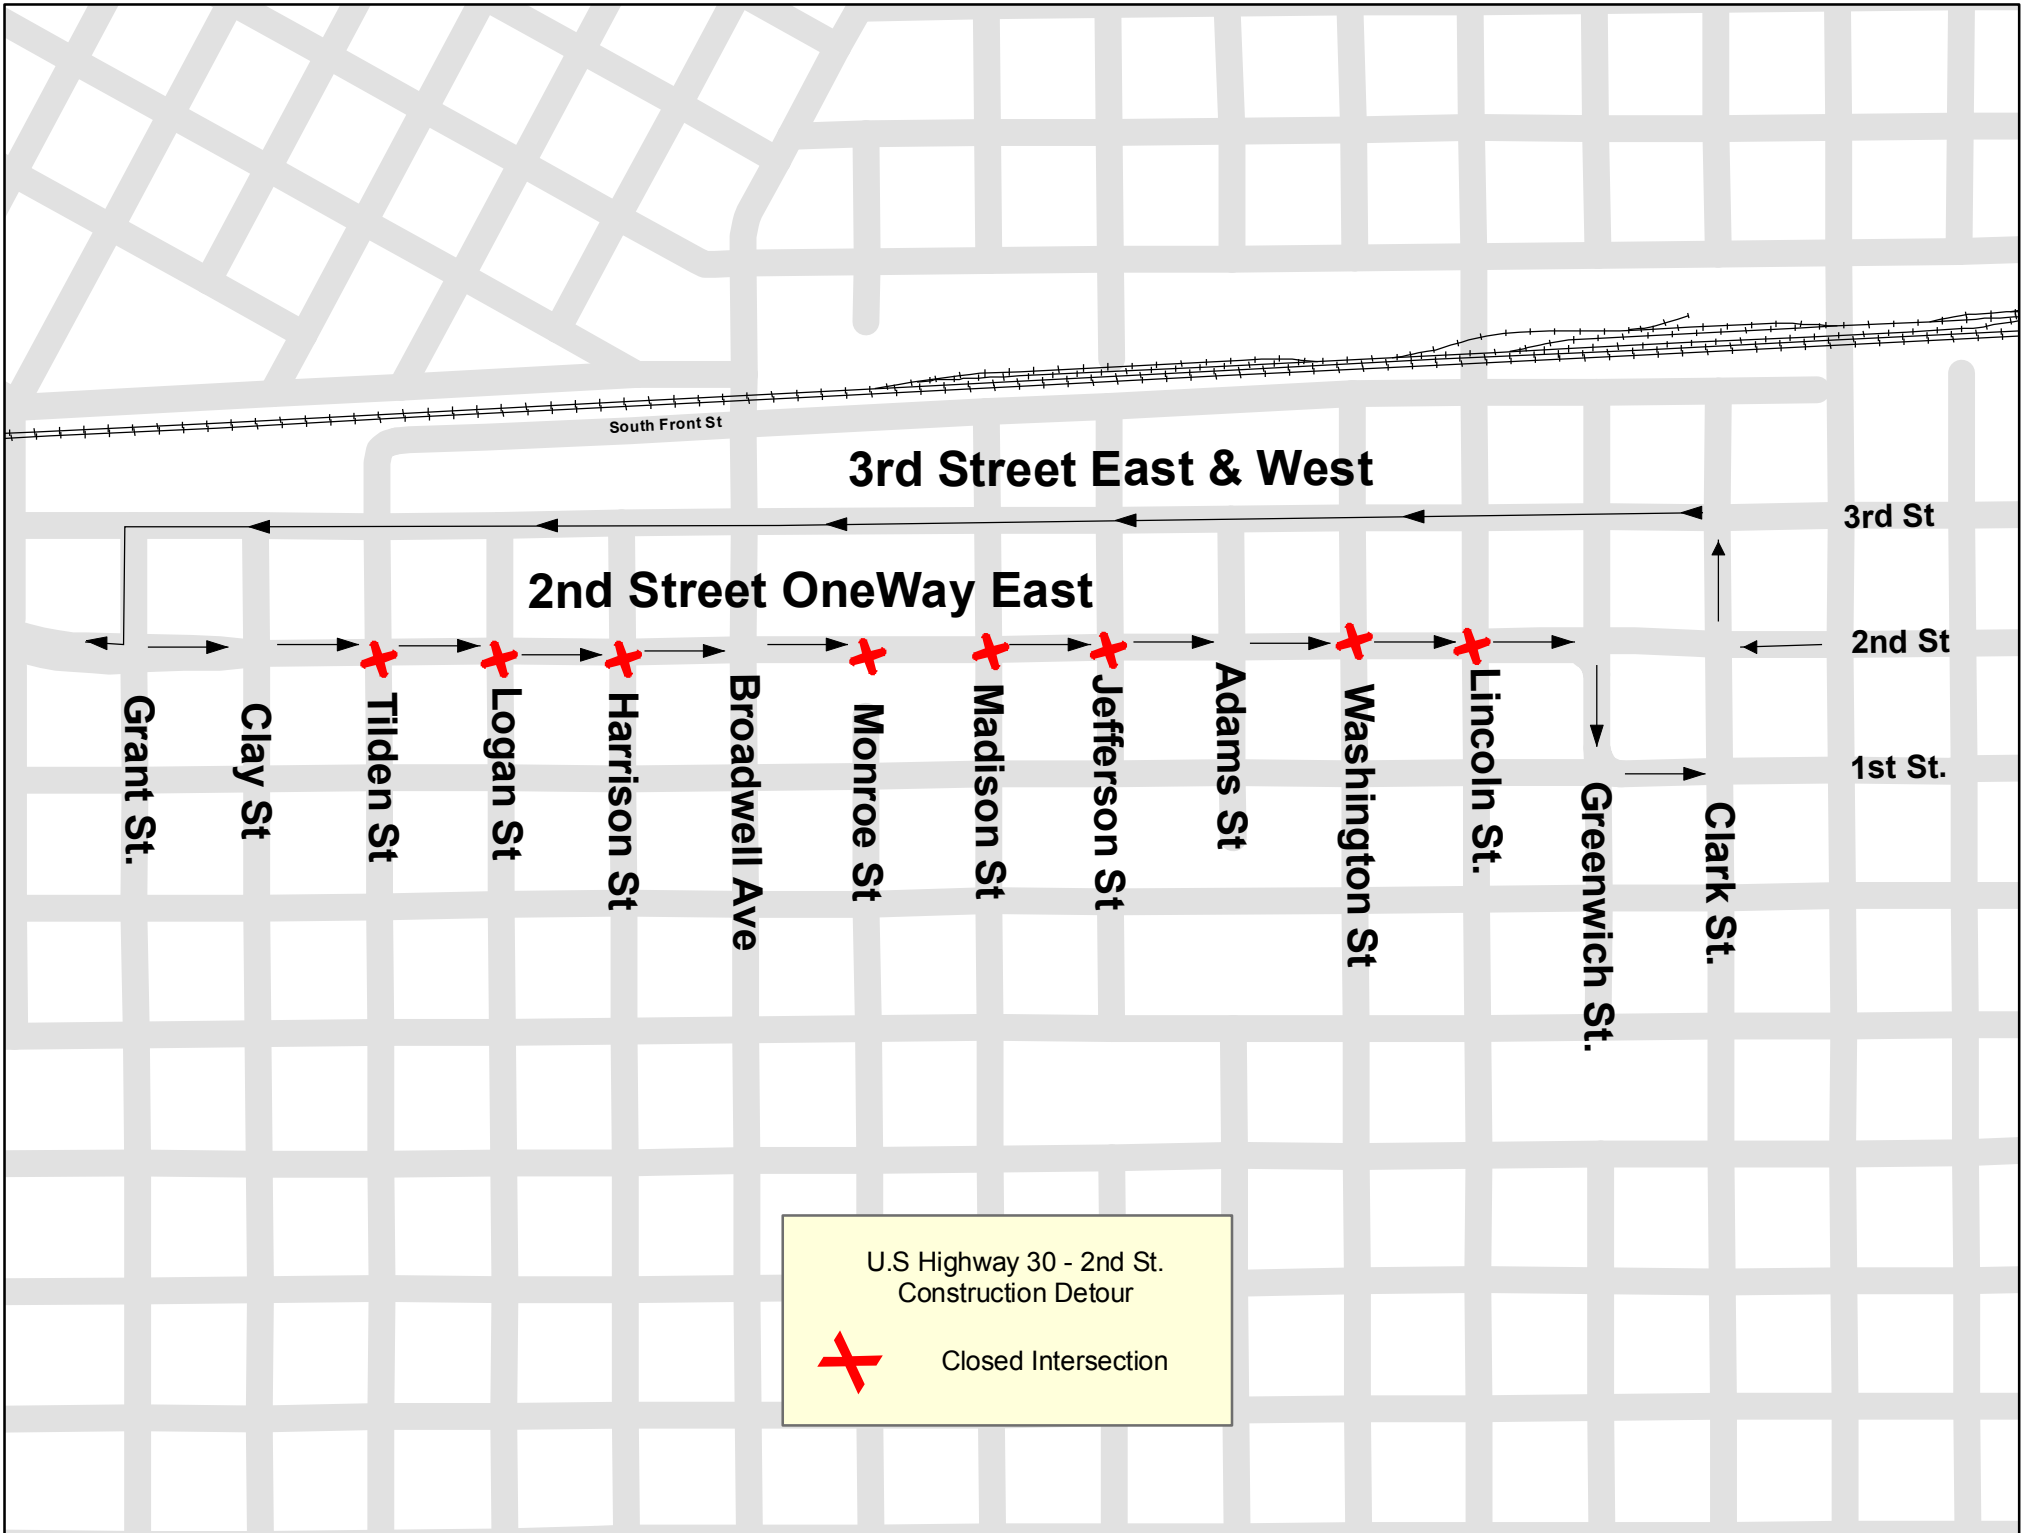 South Front St
3rd Street East & West
3rd St
2nd Street OneWay East
2nd St
1st St.
Grant St.
Clay St
Tilden St
Logan St
Harrison St
Broadwell Ave
Monroe St
Madison St
Jefferson St
Adams St
Washington St
Lincoln St.
Greenwich St.
Clark St.
U.S Highway 30 - 2nd St.
Construction Detour
Closed Intersection